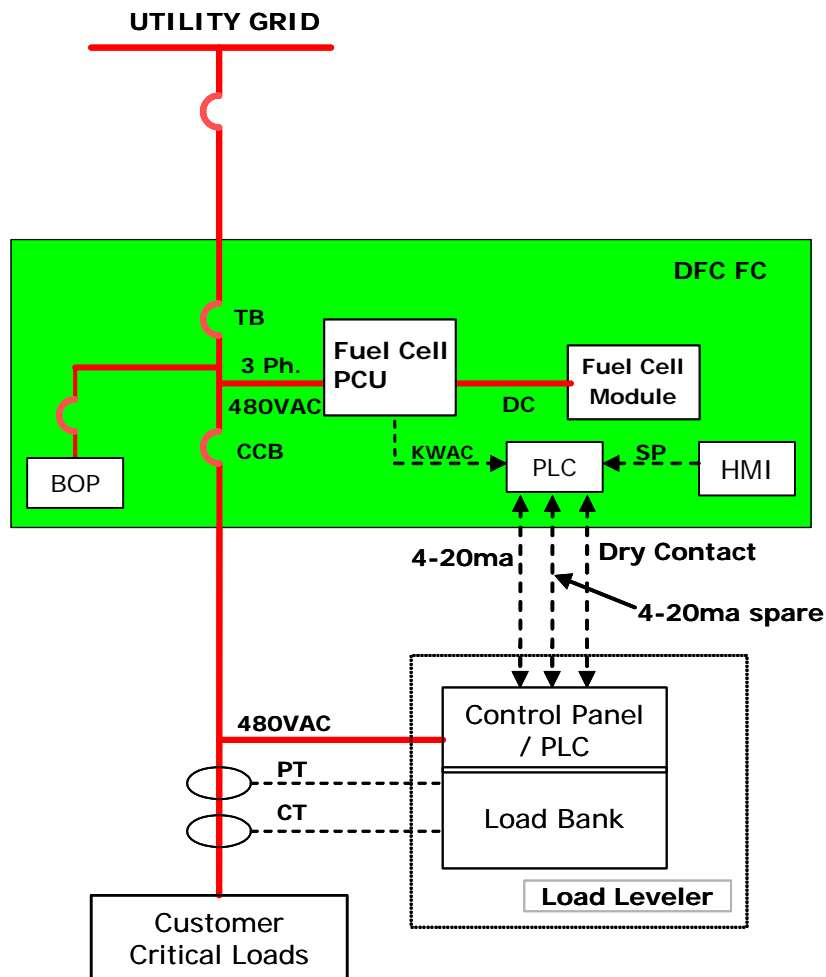 UTILITY GRID
DFC FC
TB
3 Ph.
480VAC
Fuel Cell
PCU
DC
Fuel Cell
Module
CCB
BOP
KWAC
PLC
SP
HMI
4-20ma
Dry Contact
4-20ma spare
480VAC
Control Panel
/ PLC
PT
CT
Load Bank
Load Leveler
Customer
Critical Loads